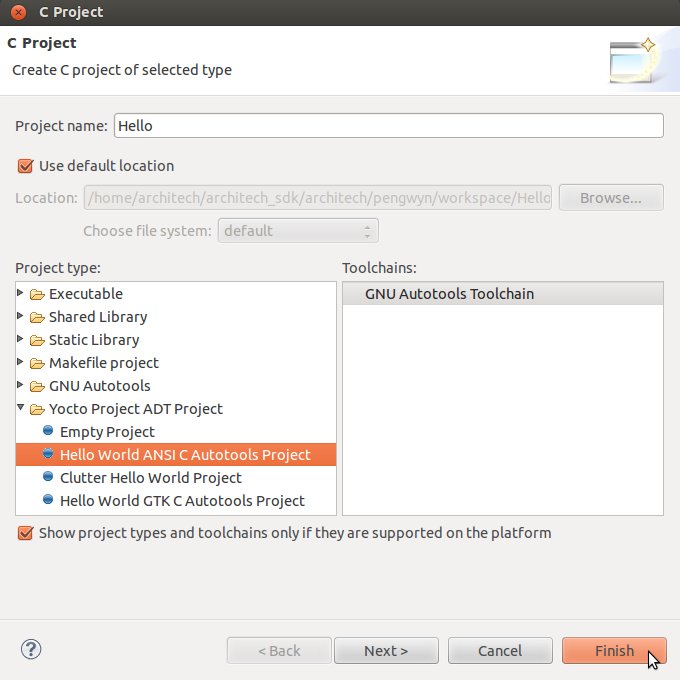 C Project
C Project
Create C project of selected type
Project name: Hello
Use default location
Location: /home/architech/architech_sdk/architech/pengwyn/workspace/Hello Browse...
Choose file system: default
Project type: Toolchains:
Executable GNU Autotools Toolchain
Shared Library
Static Library
Makefile project
GNU Autotools
Yocto Project ADT Project
Empty Project
Hello World ANSI C Autotools Project
Clutter Hello World Project
Hello World GTK C Autotools Project
Show project types and toolchains only if they are supported on the platform
? < Back Next > Cancel Finish